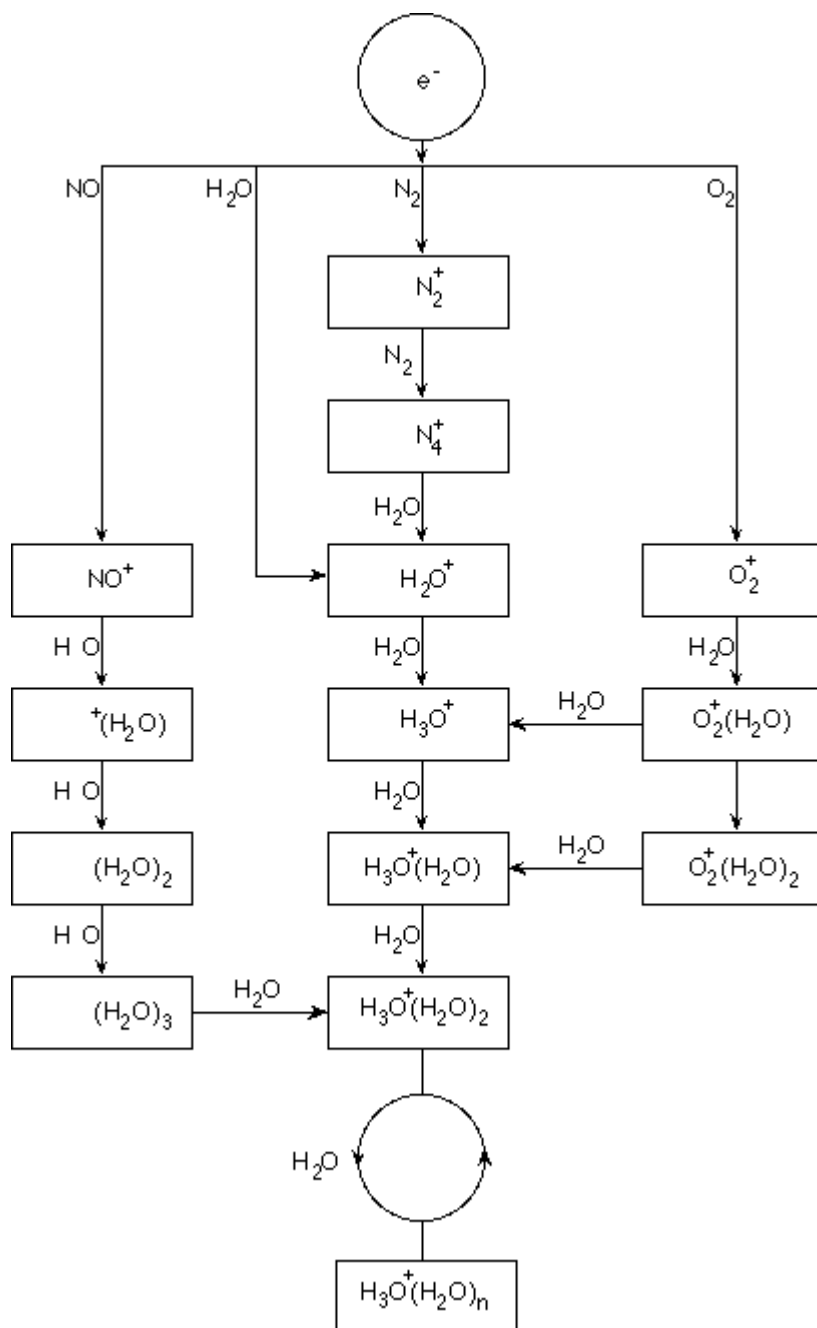 e⁻
NO H₂O N₂ O₂
N₂⁺
N₂
N₄⁺
H₂O
NO⁺ H₂O⁺ O₂⁺
H O H₂O H₂O
⁺(H₂O) H₃O⁺ H₂O O₂⁺(H₂O)
H O H₂O
(H₂O)₂ H₃O⁺(H₂O) H₂O O₂⁺(H₂O)₂
H O H₂O
(H₂O)₃ H₂O H₃O⁺(H₂O)₂
H₂O
H₃O⁺(H₂O)ₙ